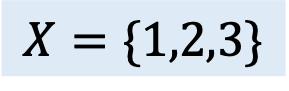 X = {1,2,3}